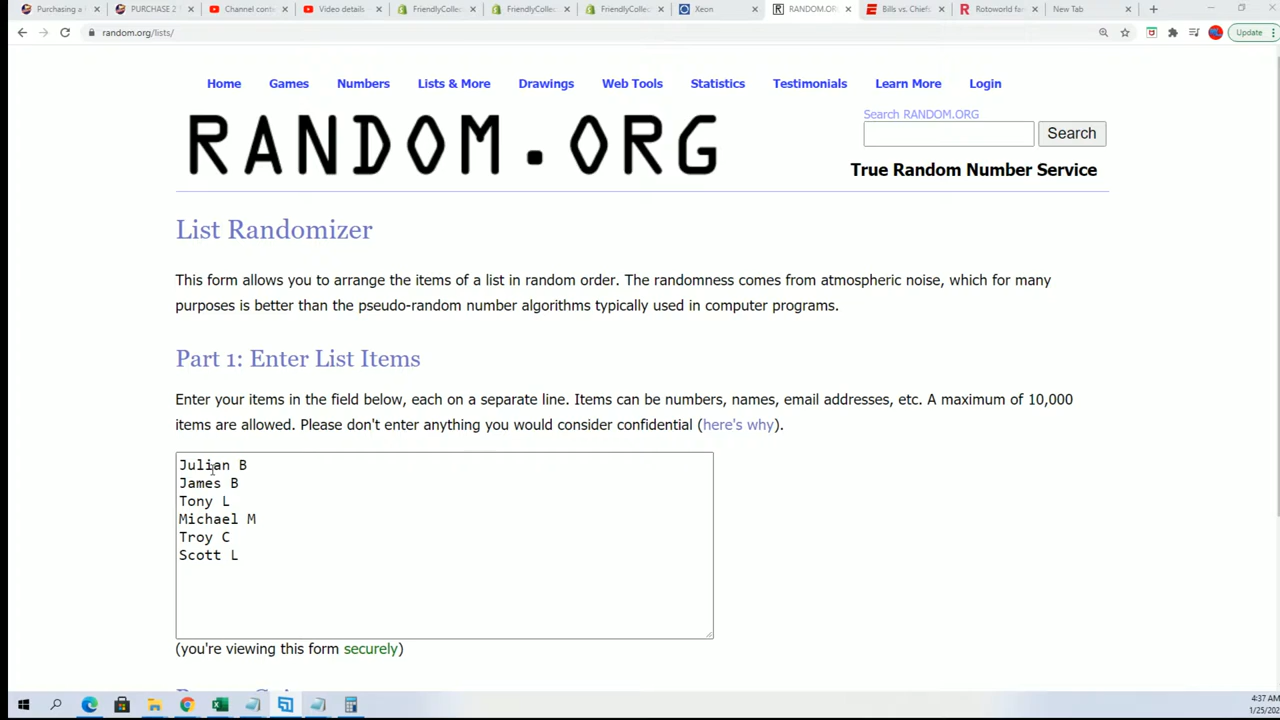 Purchasing a
PURCHASE 2
Channel cont
Video details
FriendlyCollec
FriendlyCollec
FriendlyCollec
Xeon
RANDOM.OR
Bills vs. Chief
Rotoworld fa
New Tab
random.org/lists/
Update
Home Games Numbers Lists & More Drawings Web Tools Statistics Testimonials Learn More Login
RANDOM.ORG
Search RANDOM.ORG
Search
True Random Number Service
List Randomizer
This form allows you to arrange the items of a list in random order. The randomness comes from atmospheric noise, which for many
purposes is better than the pseudo-random number algorithms typically used in computer programs.
Part 1: Enter List Items
Enter your items in the field below, each on a separate line. Items can be numbers, names, email addresses, etc. A maximum of 10,000
items are allowed. Please don't enter anything you would consider confidential (here's why).
Julian B
James B
Tony L
Michael M
Troy C
Scott L
(you're viewing this form securely)
4:37 AM
1/25/202